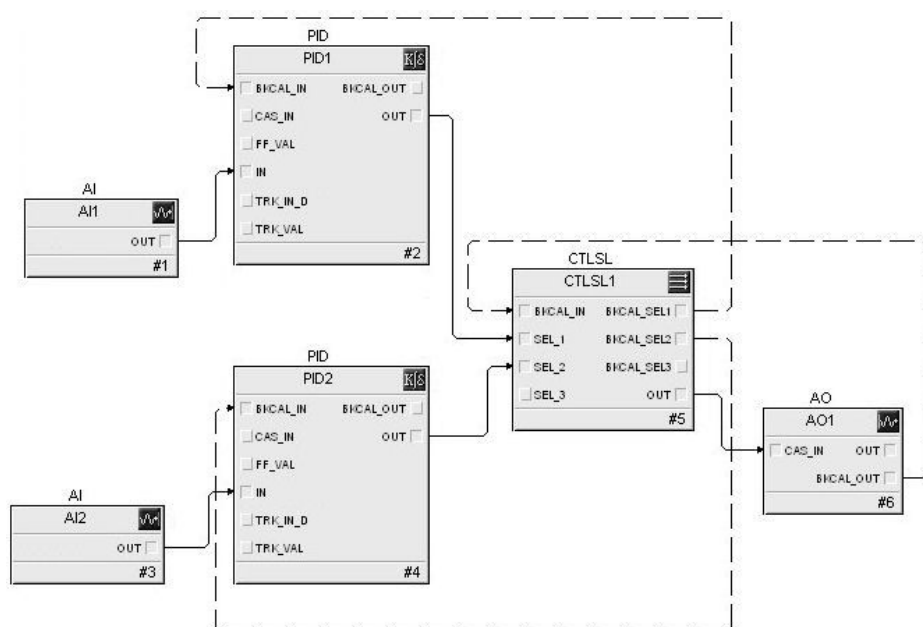 PID
PID1
BKCAL_IN BKCAL_OUT
CAS_IN OUT
FF_VAL
IN
TRK_IN_D
TRK_VAL
#2
AI
AI1
OUT
#1
CTLSL
CTLSL1
BKCAL_IN BKCAL_SEL1
SEL_1 BKCAL_SEL2
SEL_2 BKCAL_SEL3
SEL_3 OUT
#5
PID
PID2
BKCAL_IN BKCAL_OUT
CAS_IN OUT
FF_VAL
IN
TRK_IN_D
TRK_VAL
#4
AI
AI2
OUT
#3
AO
AO1
CAS_IN OUT
BKCAL_OUT
#6